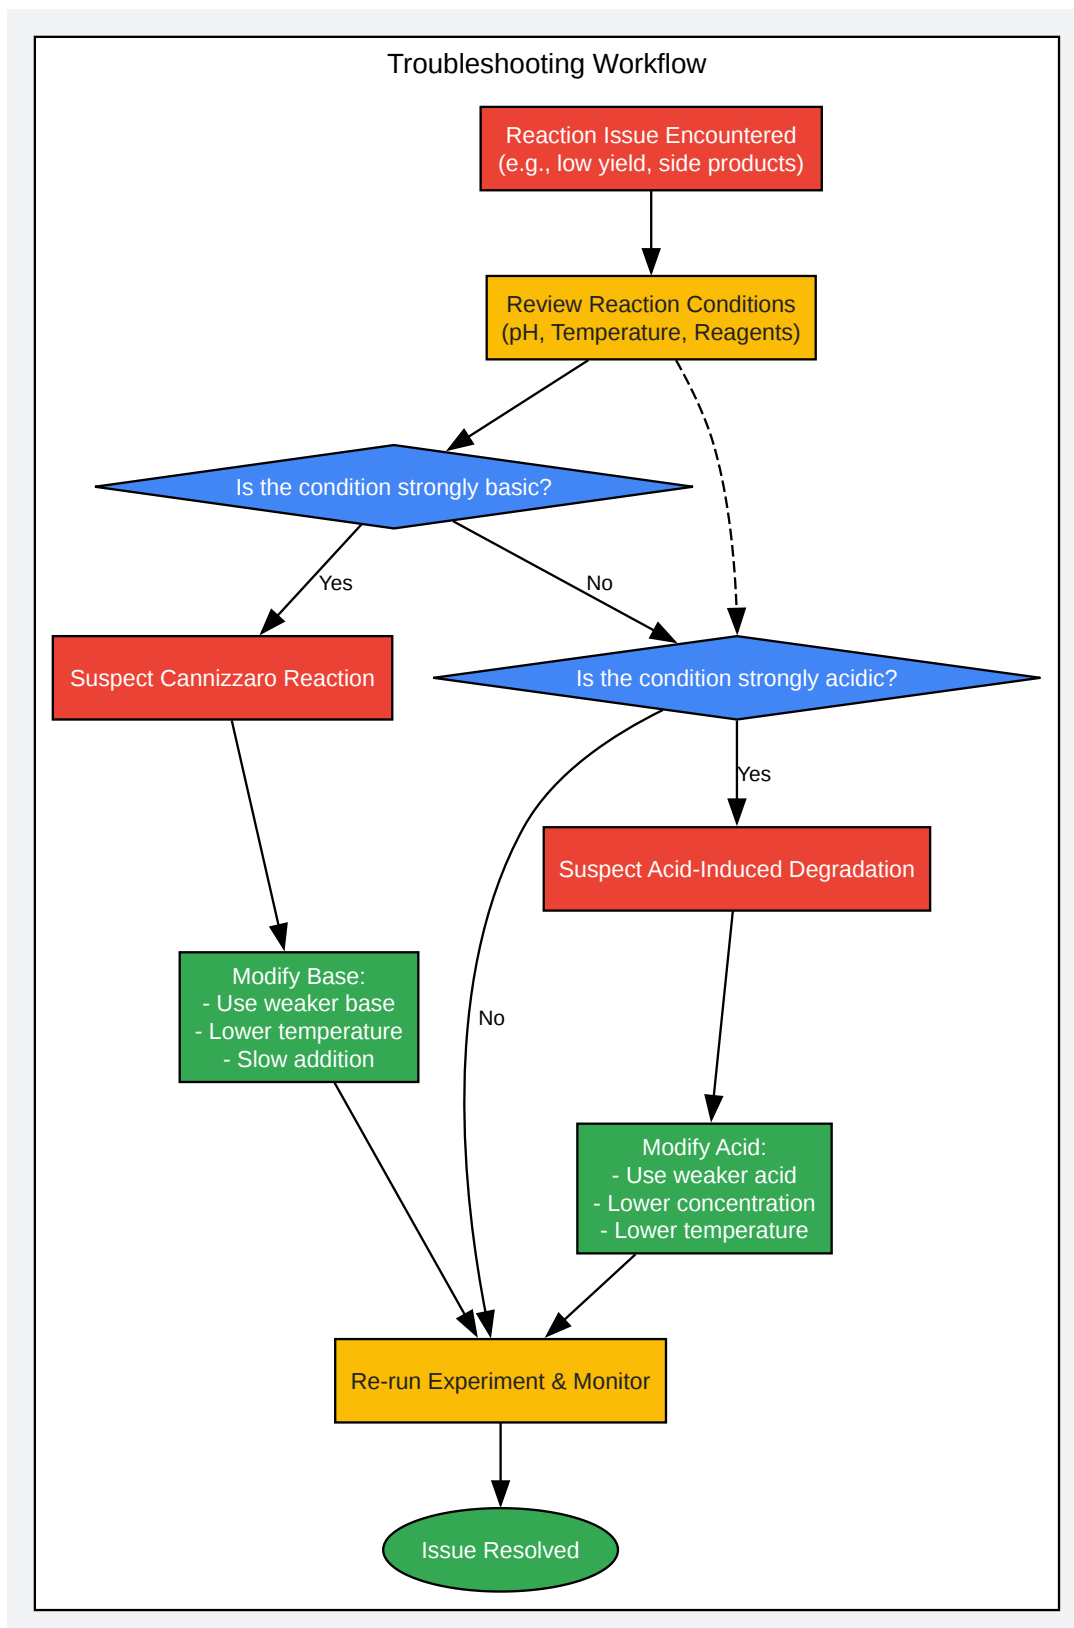 Troubleshooting Workflow
Reaction Issue Encountered
(e.g., low yield, side products)
Review Reaction Conditions
(pH, Temperature, Reagents)
Is the condition strongly basic?
Yes
No
Suspect Cannizzaro Reaction
Is the condition strongly acidic?
Yes
Suspect Acid-Induced Degradation
Modify Base:
- Use weaker base
- Lower temperature
- Slow addition
No
Modify Acid:
- Use weaker acid
- Lower concentration
- Lower temperature
Re-run Experiment & Monitor
Issue Resolved